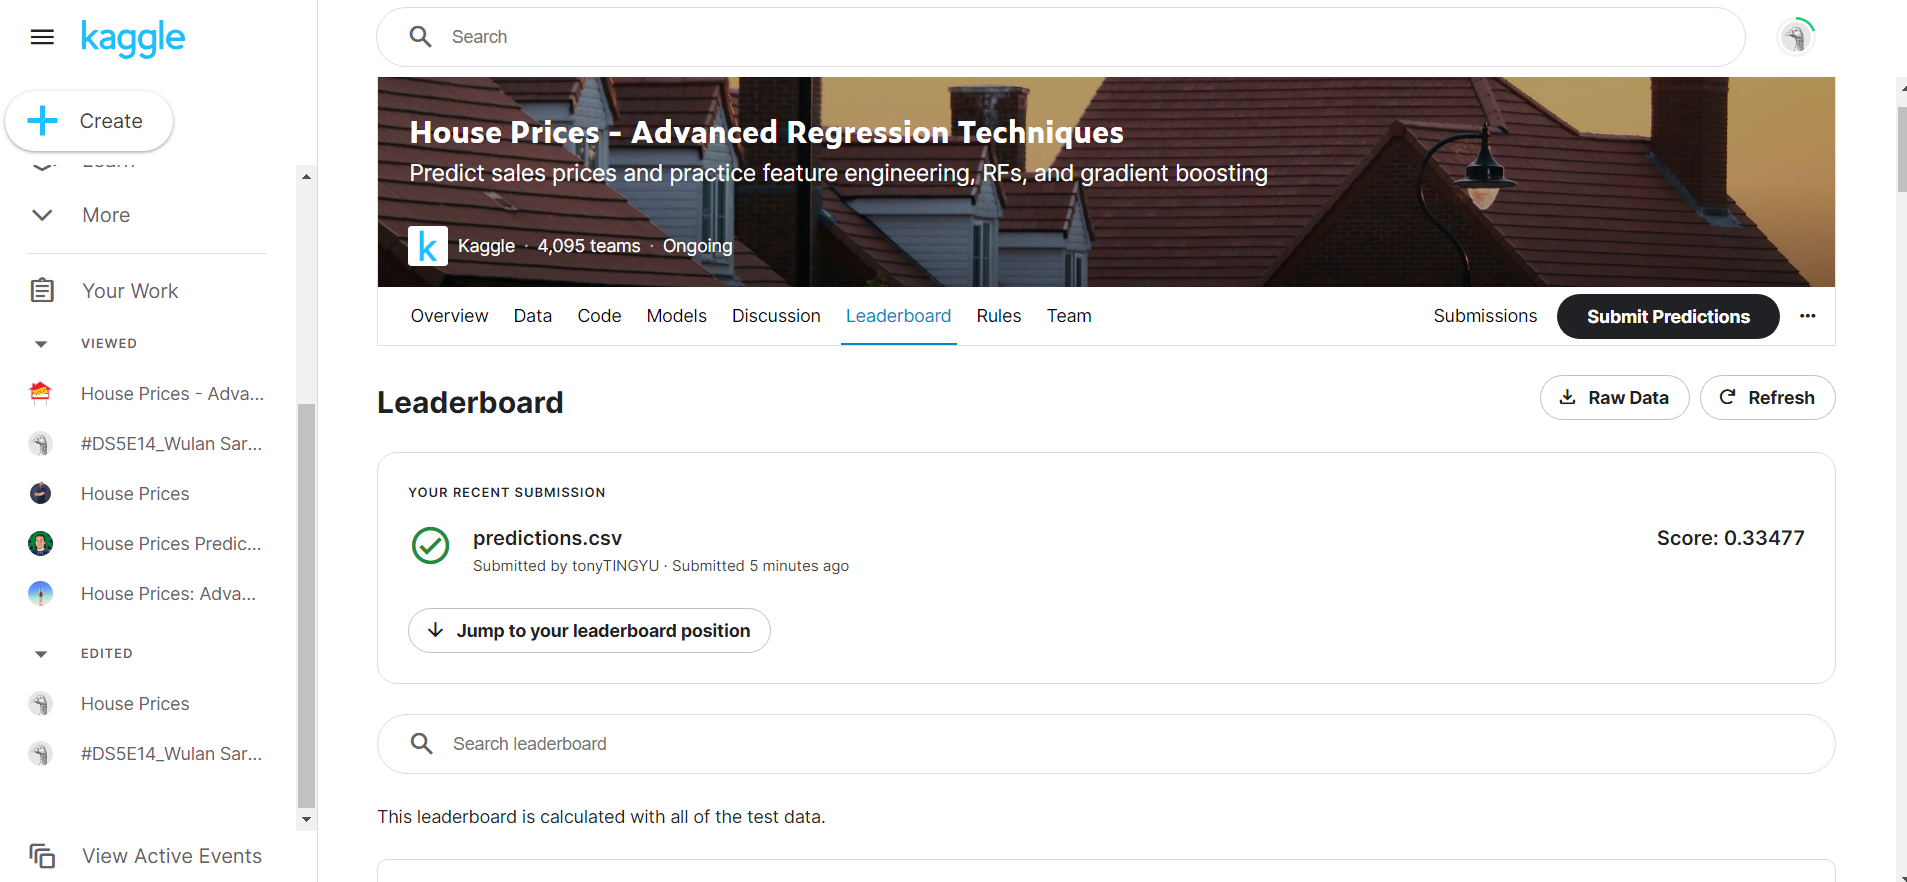 kaggle
Search
Create
Learn
More
Your Work
VIEWED
House Prices - Adva...
#DS5E14_Wulan Sar...
House Prices
House Prices Predic...
House Prices: Adva...
EDITED
House Prices
#DS5E14_Wulan Sar...
View Active Events
House Prices - Advanced Regression Techniques
Predict sales prices and practice feature engineering, RFs, and gradient boosting
k
Kaggle · 4,095 teams · Ongoing
Overview Data Code Models Discussion Leaderboard Rules Team Submissions Submit Predictions
Leaderboard
Raw Data Refresh
YOUR RECENT SUBMISSION
predictions.csv
Score: 0.33477
Submitted by tonyTINGYU · Submitted 5 minutes ago
Jump to your leaderboard position
Search leaderboard
This leaderboard is calculated with all of the test data.